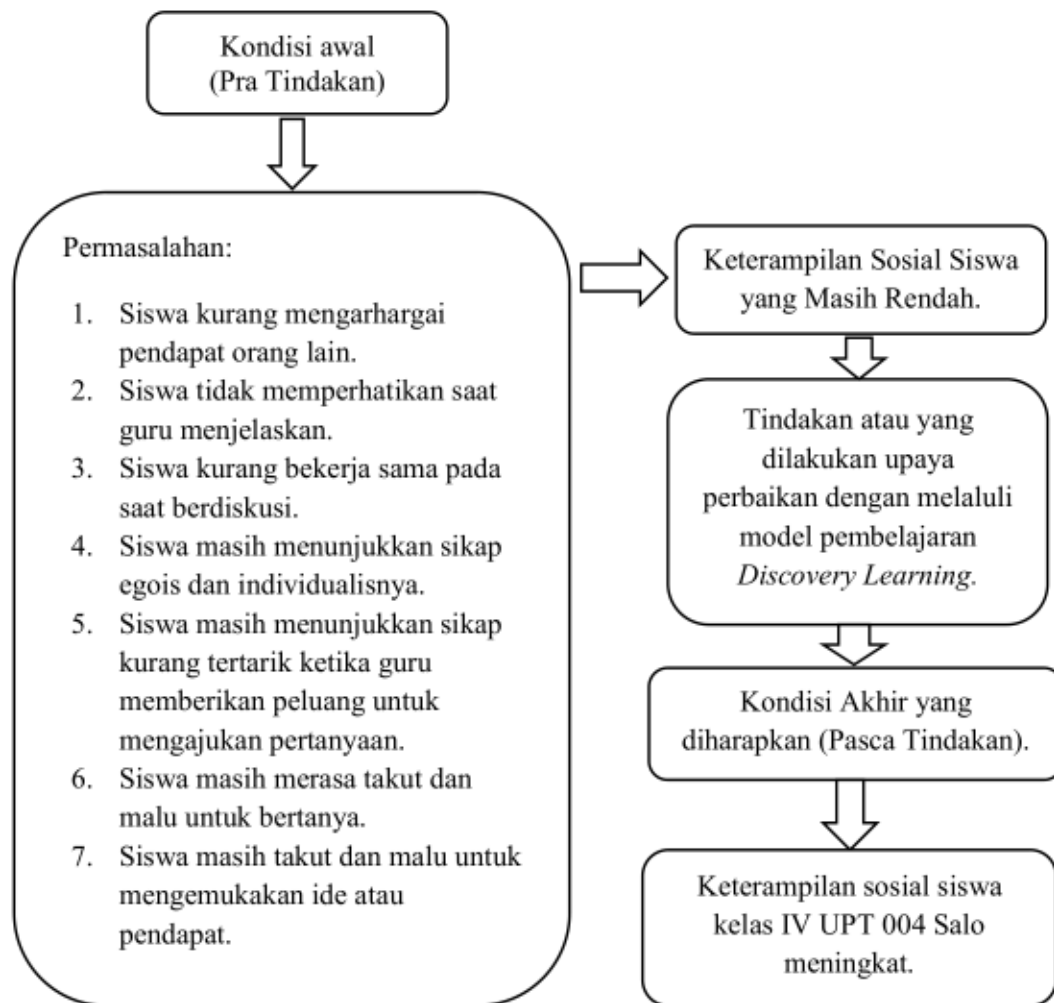 Kondisi awal
(Pra Tindakan)
Permasalahan:
1. Siswa kurang mengarhargai
pendapat orang lain.
2. Siswa tidak memperhatikan saat
guru menjelaskan.
3. Siswa kurang bekerja sama pada
saat berdiskusi.
4. Siswa masih menunjukkan sikap
egois dan individualisnya.
5. Siswa masih menunjukkan sikap
kurang tertarik ketika guru
memberikan peluang untuk
mengajukan pertanyaan.
6. Siswa masih merasa takut dan
malu untuk bertanya.
7. Siswa masih takut dan malu untuk
mengemukakan ide atau
pendapat.
Keterampilan Sosial Siswa
yang Masih Rendah.
Tindakan atau yang
dilakukan upaya
perbaikan dengan melaluli
model pembelajaran
Discovery Learning.
Kondisi Akhir yang
diharapkan (Pasca Tindakan).
Keterampilan sosial siswa
kelas IV UPT 004 Salo
meningkat.